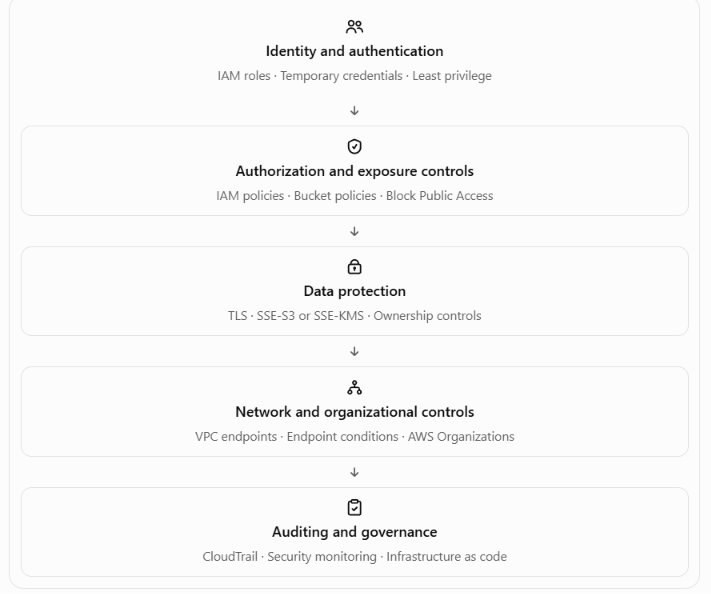 Identity and authentication
IAM roles · Temporary credentials · Least privilege
Authorization and exposure controls
IAM policies · Bucket policies · Block Public Access
Data protection
TLS · SSE-S3 or SSE-KMS · Ownership controls
Network and organizational controls
VPC endpoints · Endpoint conditions · AWS Organizations
Auditing and governance
CloudTrail · Security monitoring · Infrastructure as code